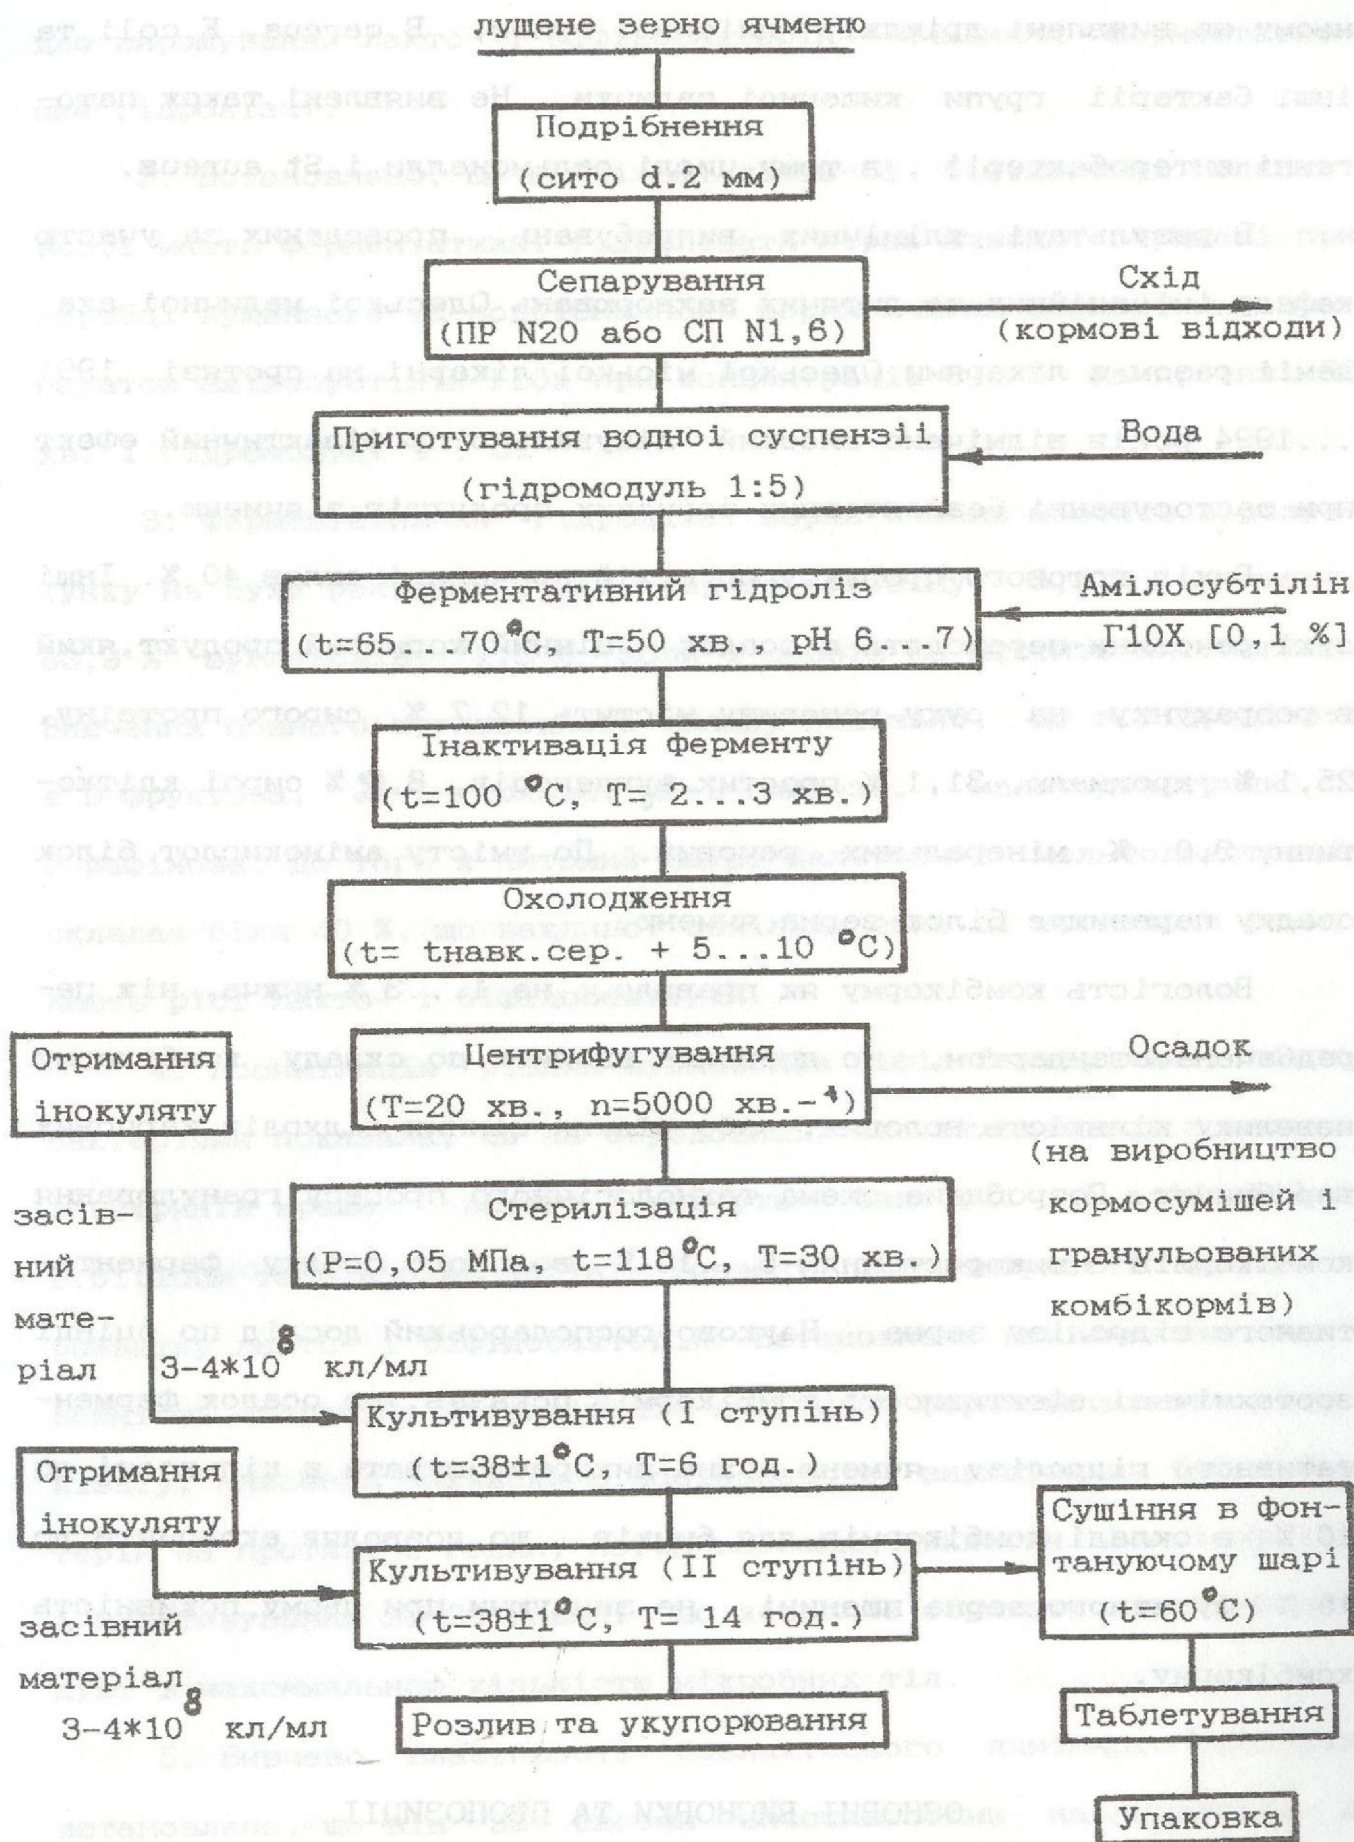 лушене зерно ячменю
Подрібнення
(сито d.2 мм)
Сепарування
(ПР N20 або СП N1,6)
Схід
(кормові відходи)
Приготування водної суспензії
(гідромодуль 1:5)
Вода
Ферментативний гідроліз
(t=65...70°C, T=50 хв., pH 6...7)
Амілосубтілін
Г10Х [0,1 %]
Інактивація ферменту
(t=100 °C, T= 2...3 хв.)
Охолодження
(t= tнавк.сер. + 5...10 °C)
Отримання
інокуляту
Центрифугування
(T=20 хв., n=5000 хв.-1)
Осадок
(на виробництво
кормосумішей і
гранульованих
комбікормів)
Стерилізація
(P=0,05 МПа, t=118°C, T=30 хв.)
засів-
ний
мате-
ріал
3-4*10⁸ кл/мл
Культивування (I ступінь)
(t=38±1°C, T=6 год.)
Отримання
інокуляту
Культивування (II ступінь)
(t=38±1°C, T= 14 год.)
Сушіння в фон-
тануючому шарі
(t=60°C)
засівний
матеріал
3-4*10⁸ кл/мл
Розлив та укупорювання
Таблетування
Упаковка